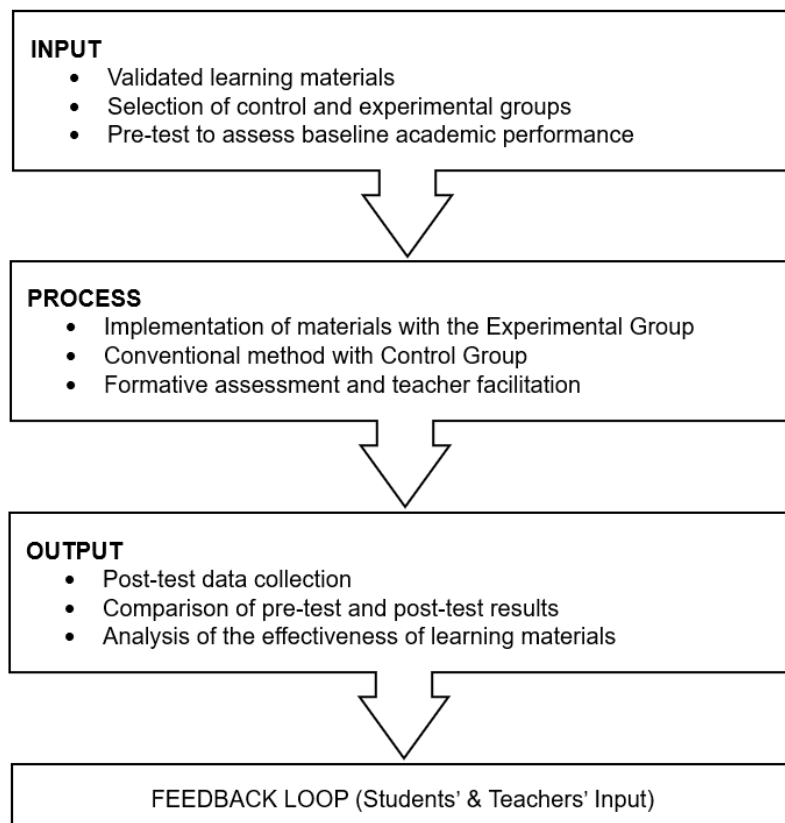 INPUT
• Validated learning materials
• Selection of control and experimental groups
• Pre-test to assess baseline academic performance
PROCESS
• Implementation of materials with the Experimental Group
• Conventional method with Control Group
• Formative assessment and teacher facilitation
OUTPUT
• Post-test data collection
• Comparison of pre-test and post-test results
• Analysis of the effectiveness of learning materials
FEEDBACK LOOP (Students’ & Teachers’ Input)